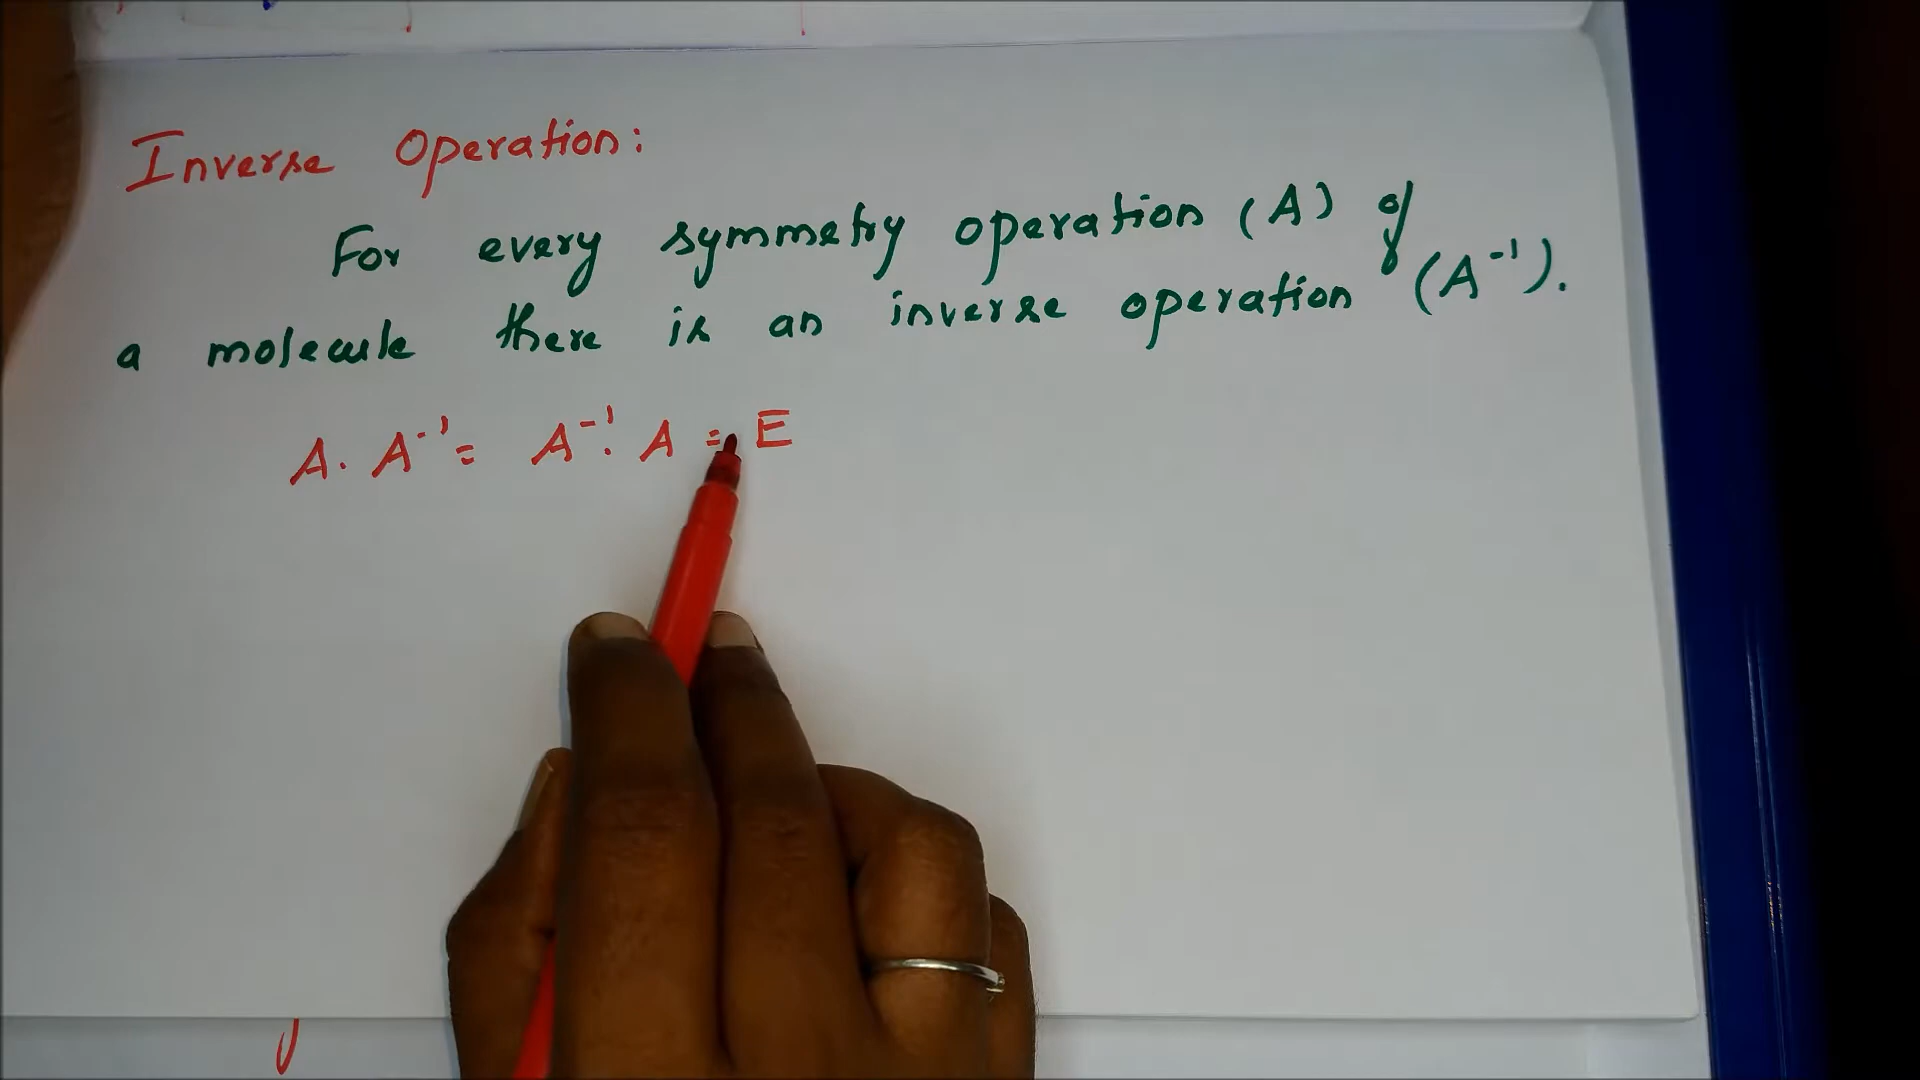 Inverse Operation:
For every symmetry operation (A) of
a molecule there is an inverse operation (A⁻¹).
A. A⁻¹ = A⁻¹. A = E